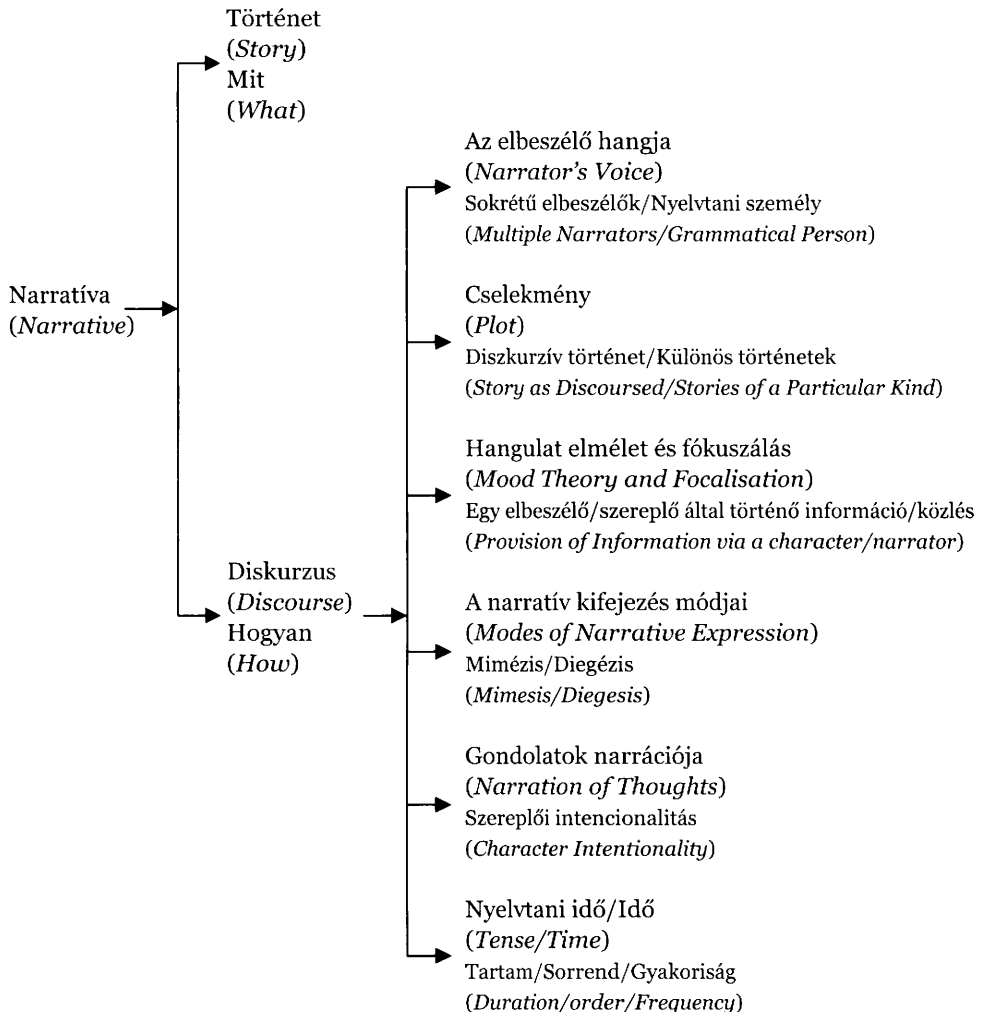 Történet
(Story)
Mit
(What)
Az elbeszélő hangja
(Narrator's Voice)
Sokrétű elbeszélők/Nyelvtani személy
(Multiple Narrators/Grammatical Person)
Narratíva
(Narrative)
Cselekmény
(Plot)
Diszkurzív történet/Különös történetek
(Story as Discoursed/Stories of a Particular Kind)
Hangulat elmélet és fókuszálás
(Mood Theory and Focalisation)
Egy elbeszélő/szereplő által történő információ/közlés
(Provision of Information via a character/narrator)
Diskurzus
(Discourse)
Hogyan
(How)
A narratív kifejezés módjai
(Modes of Narrative Expression)
Mimézis/Diegézis
(Mimesis/Diegesis)
Gondolatok narrációja
(Narration of Thoughts)
Szereplői intencionalitás
(Character Intentionality)
Nyelvtani idő/Idő
(Tense/Time)
Tartam/Sorrend/Gyakoriság
(Duration/order/Frequency)